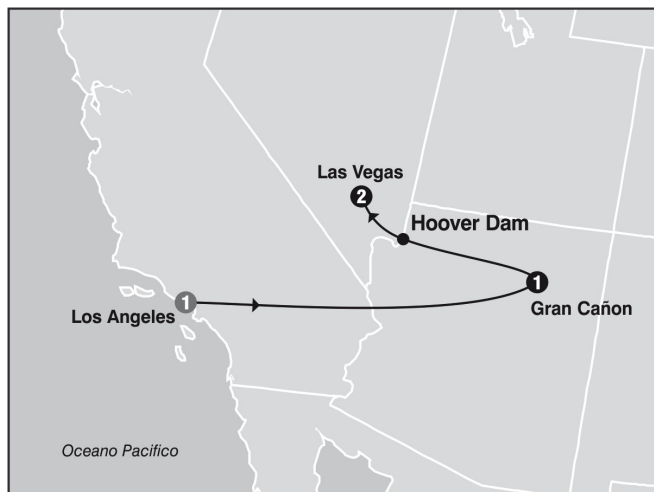 Las Vegas
2
Hoover Dam
1
Gran Cañon
1
Los Angeles
Oceano Pacifico